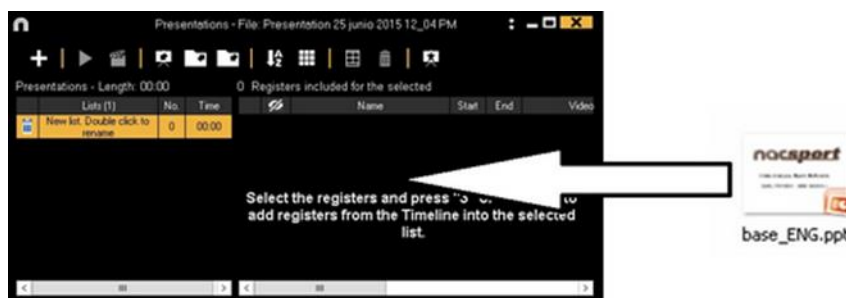 Presentations - File: Presentation 25 junio 2015 12_04 PM
Presentations - Length: 00:00
0 Registers included for the selected
Lists (1) No. Time
Name Start End Video
New list. Double click to
rename
0 00:00
Select the registers and press "3" to
add registers from the Timeline into the selected
list.
nacsport
base_ENG.ppt